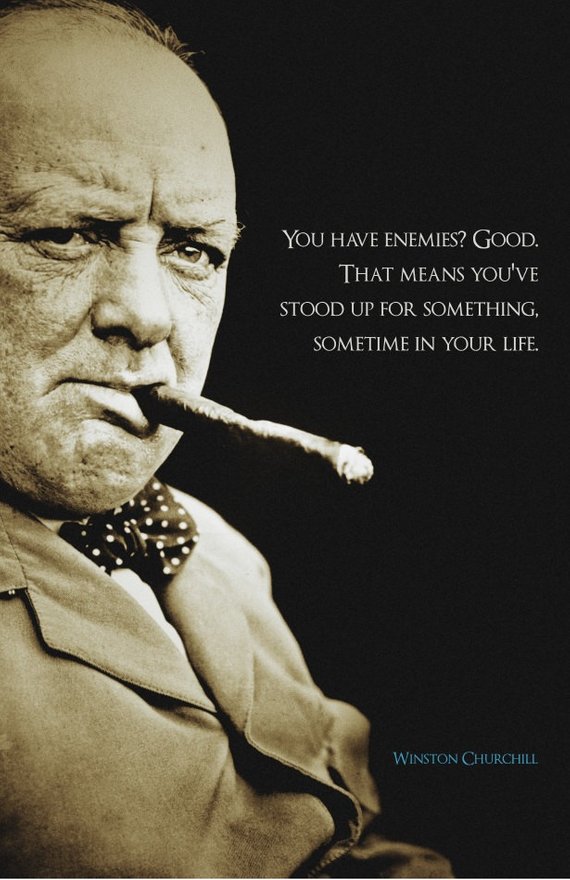 You have enemies? Good.
That means you've
stood up for something,
sometime in your life.
Winston Churchill